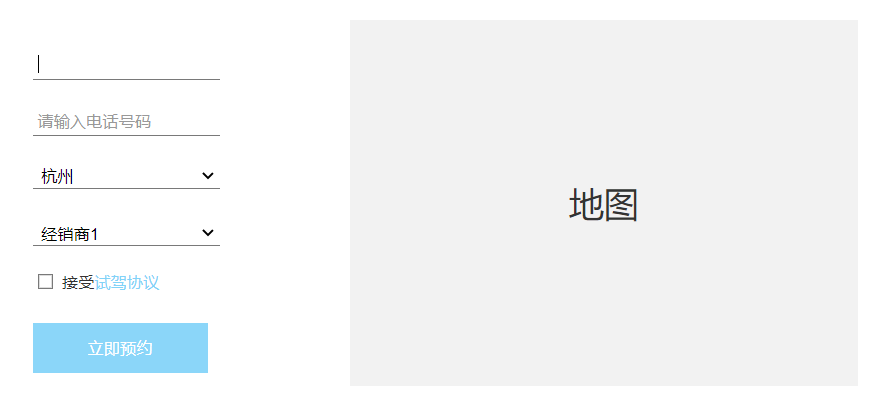 请输入电话号码
杭州
经销商1
接受试驾协议
立即预约
地图